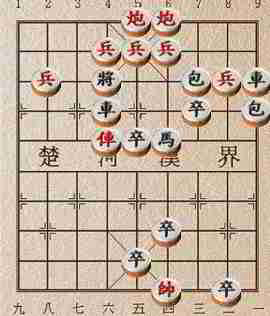 1 2 3 4 5 6 7 8 9
炮 炮
兵 兵 兵
兵 將 包 兵 車
車 卒 包
俥 卒 馬
楚 河 漢 界
卒
卒
帥 卒
九 八 七 六 五 四 三 二 一